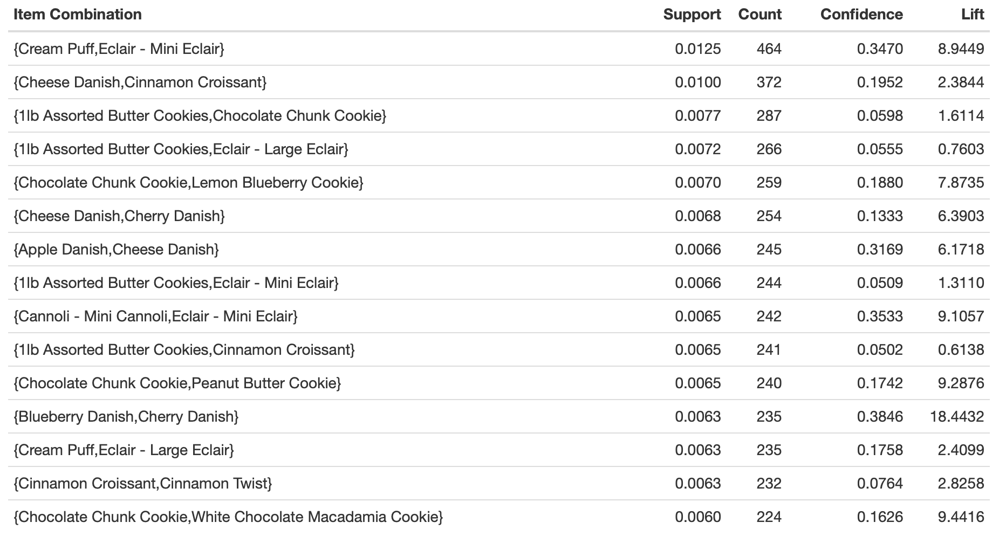 Item Combination Support Count Confidence Lift
{Cream Puff,Eclair - Mini Eclair} 0.0125 464 0.3470 8.9449
{Cheese Danish,Cinnamon Croissant} 0.0100 372 0.1952 2.3844
{1lb Assorted Butter Cookies,Chocolate Chunk Cookie} 0.0077 287 0.0598 1.6114
{1lb Assorted Butter Cookies,Eclair - Large Eclair} 0.0072 266 0.0555 0.7603
{Chocolate Chunk Cookie,Lemon Blueberry Cookie} 0.0070 259 0.1880 7.8735
{Cheese Danish,Cherry Danish} 0.0068 254 0.1333 6.3903
{Apple Danish,Cheese Danish} 0.0066 245 0.3169 6.1718
{1lb Assorted Butter Cookies,Eclair - Mini Eclair} 0.0066 244 0.0509 1.3110
{Cannoli - Mini Cannoli,Eclair - Mini Eclair} 0.0065 242 0.3533 9.1057
{1lb Assorted Butter Cookies,Cinnamon Croissant} 0.0065 241 0.0502 0.6138
{Chocolate Chunk Cookie,Peanut Butter Cookie} 0.0065 240 0.1742 9.2876
{Blueberry Danish,Cherry Danish} 0.0063 235 0.3846 18.4432
{Cream Puff,Eclair - Large Eclair} 0.0063 235 0.1758 2.4099
{Cinnamon Croissant,Cinnamon Twist} 0.0063 232 0.0764 2.8258
{Chocolate Chunk Cookie,White Chocolate Macadamia Cookie} 0.0060 224 0.1626 9.4416